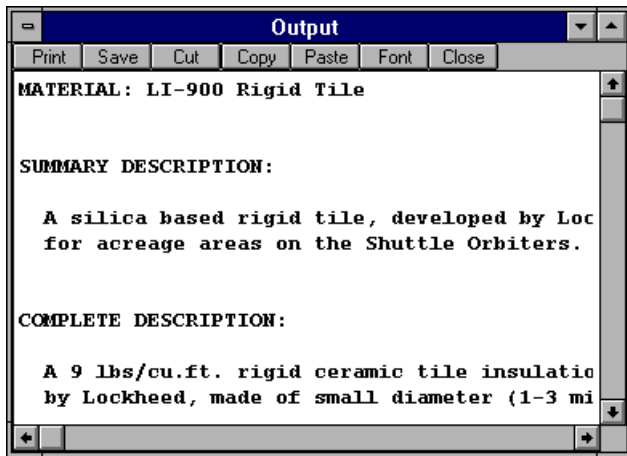 Output
Print Save Cut Copy Paste Font Close
MATERIAL: LI-900 Rigid Tile
SUMMARY DESCRIPTION:
A silica based rigid tile, developed by Loc
for acreage areas on the Shuttle Orbiters.
COMPLETE DESCRIPTION:
A 9 lbs/cu.ft. rigid ceramic tile insulatio
by Lockheed, made of small diameter (1-3 mi